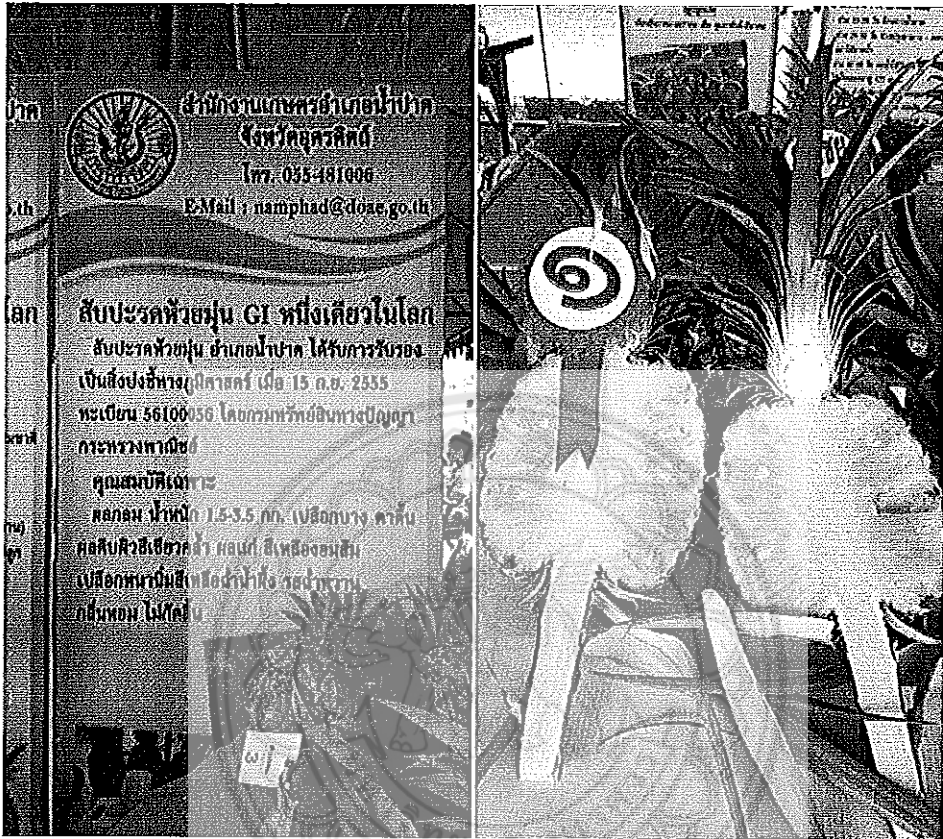 สำนักงานเกษตรอำเภอน้ำปาด
จังหวัดอุตรดิตถ์
โทร. 055-481006
E-Mail : namphad@doae.go.th
สับปะรดห้วยมุ่น GI หนึ่งเดียวในโลก
สับปะรดห้วยมุ่น อำเภอน้ำปาด ได้รับการรับรอง
เป็นสิ่งบ่งชี้ทางภูมิศาสตร์ เมื่อ 15 ก.ย. 2555
ทะเบียน 56100056 โดยกรมทรัพย์สินทางปัญญา
กระทรวงพาณิชย์
คุณสมบัติเฉพาะ
ผลกลม น้ำหนัก 1.5-3.5 กก. เปลือกบาง ตาตื้น
ผลดิบผิวสีเขียวคล้ำ ผลแก่ สีเหลืองอมส้ม
เปลือกหนานิ่มสีเหลืองฉ่ำน้ำผึ้ง รสฉ่ำหวาน
กลิ่นหอม ไม่กัดลิ้น
๑